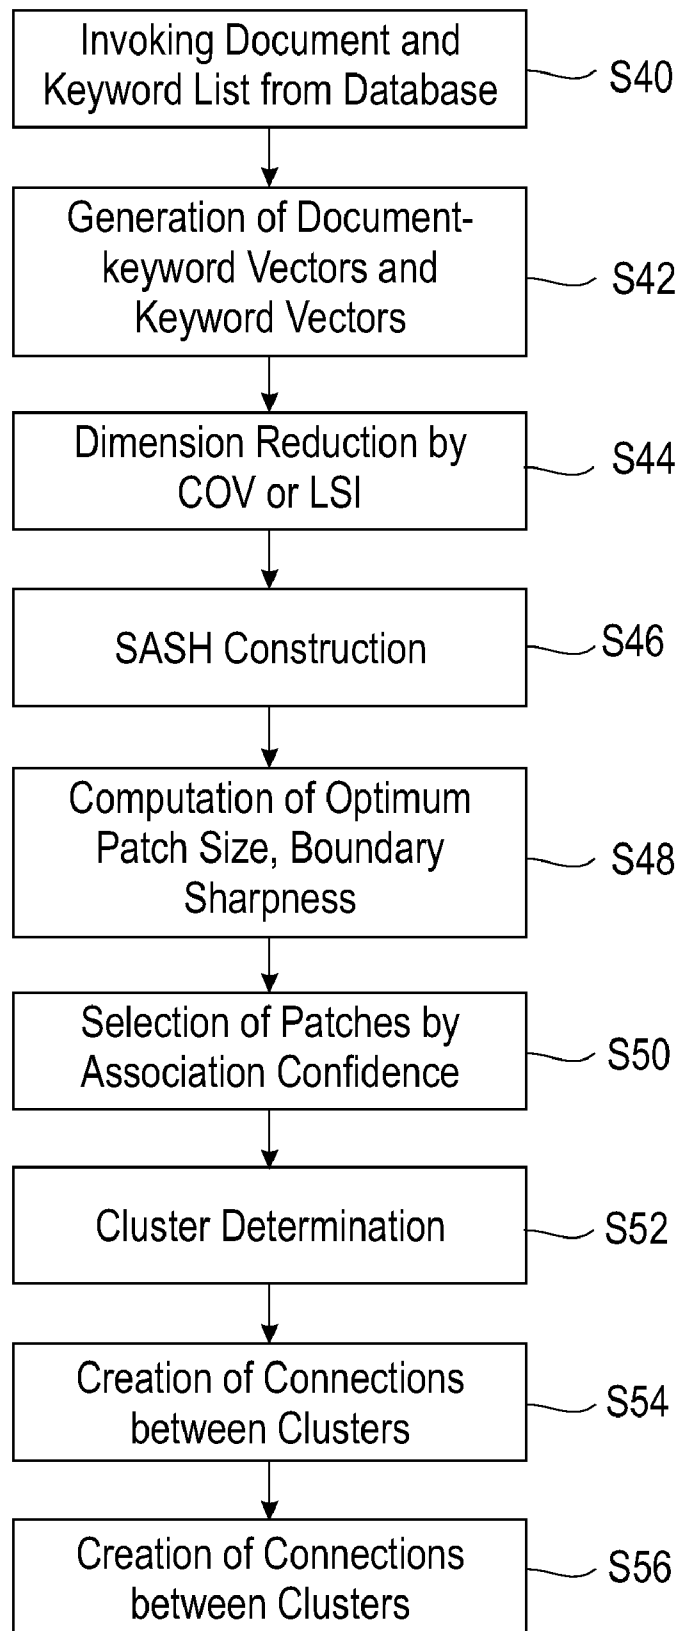 Invoking Document and
Keyword List from Database
S40
Generation of Document-
keyword Vectors and
Keyword Vectors
S42
Dimension Reduction by
COV or LSI
S44
SASH Construction
S46
Computation of Optimum
Patch Size, Boundary
Sharpness
S48
Selection of Patches by
Association Confidence
S50
Cluster Determination
S52
Creation of Connections
between Clusters
S54
Creation of Connections
between Clusters
S56